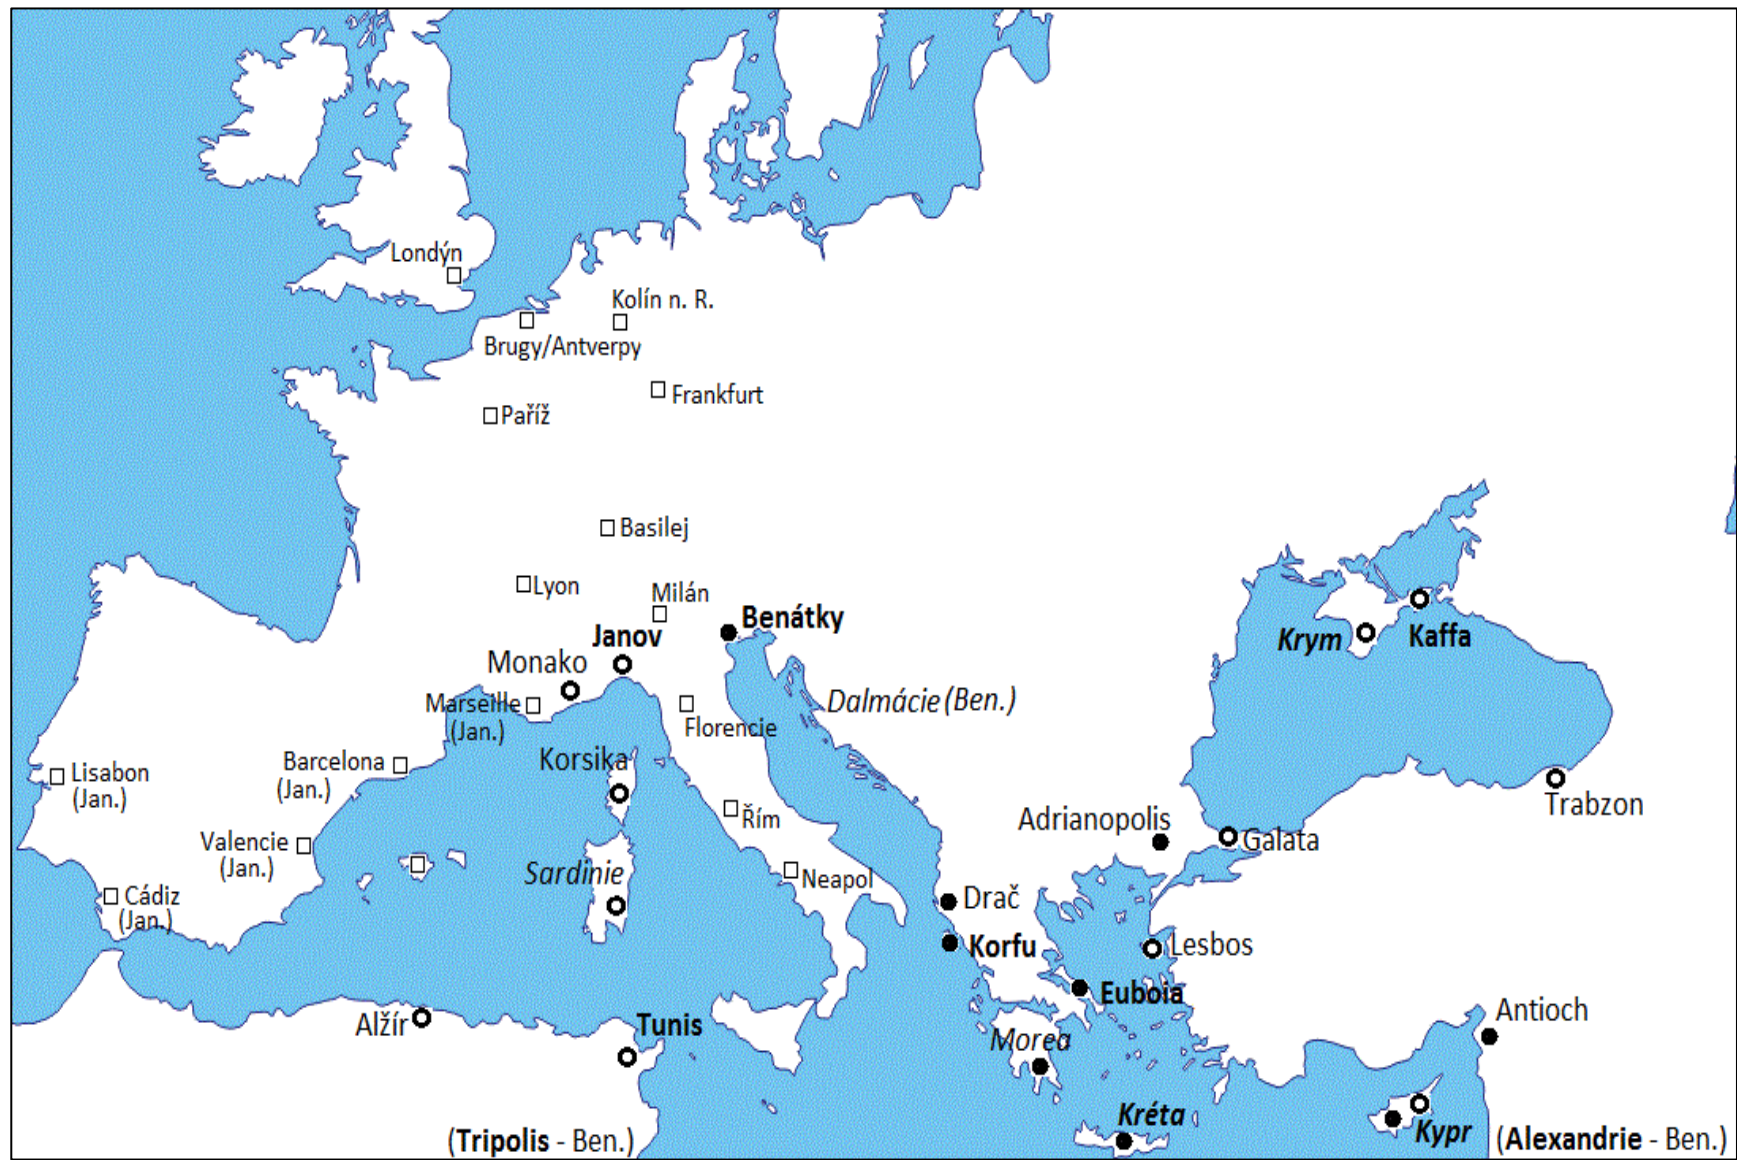 Londýn
Kolín n. R.
Brugy/Antverpy
Frankfurt
Paříž
Basilej
Lyon
Milán
Benátky
Janov
Krym
Kaffa
Monako
Marseille
(Jan.)
Dalmácie (Ben.)
Florencie
Korsika
Barcelona
(Jan.)
Lisabon
(Jan.)
Trabzon
Řím
Adrianopolis
Galata
Valencie
(Jan.)
Sardinie
Neapol
Cádiz
(Jan.)
Drač
Korfu
Lesbos
Euboia
Antioch
Alžír
Tunis
Morea
Kréta
Kypr
(Tripolis - Ben.)
(Alexandrie - Ben.)